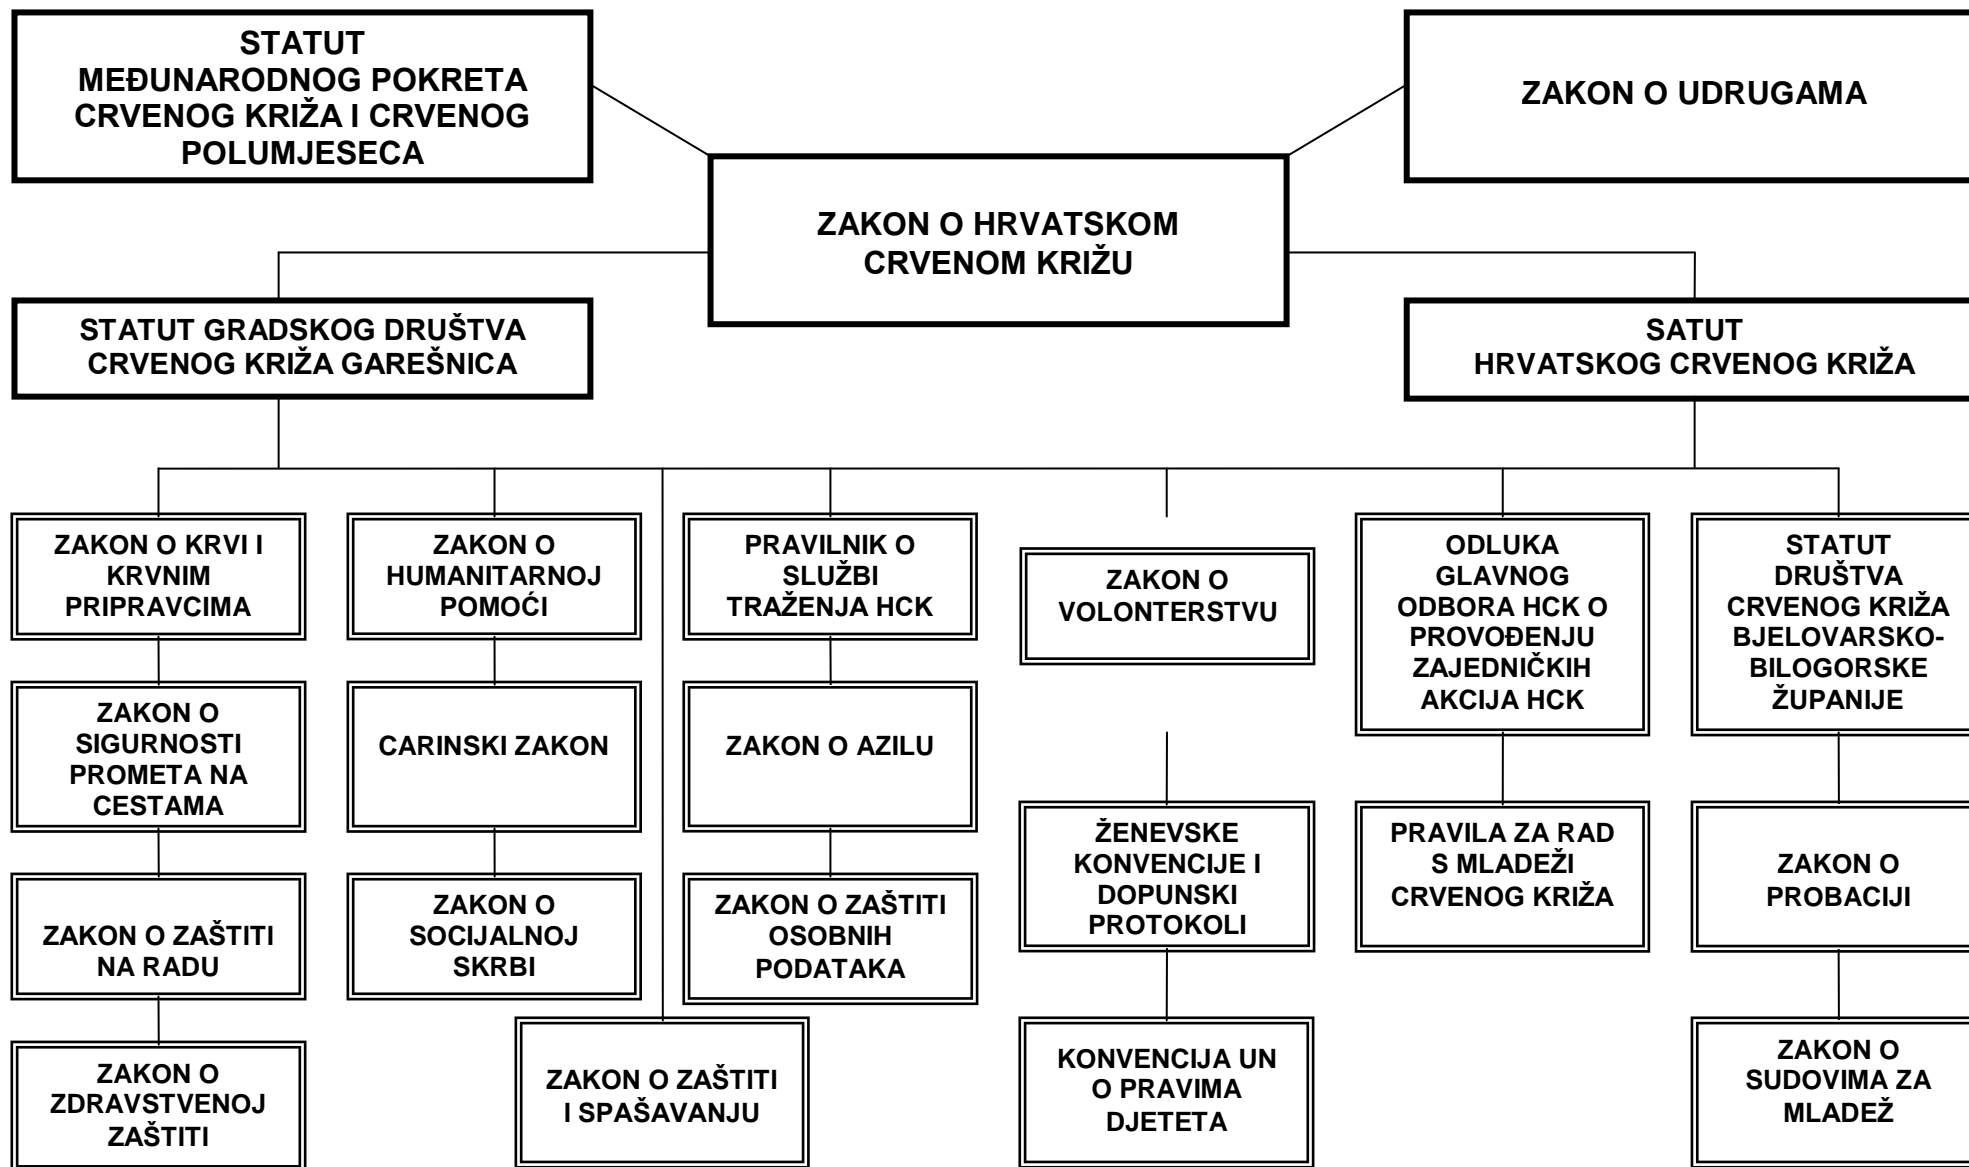 STATUT
MEĐUNARODNOG POKRETA
CRVENOG KRIŽA I CRVENOG
POLUMJESECA
ZAKON O UDRUGAMA
ZAKON O HRVATSKOM
CRVENOM KRIŽU
STATUT GRADSKOG DRUŠTVA
CRVENOG KRIŽA GAREŠNICA
SATUT
HRVATSKOG CRVENOG KRIŽA
ZAKON O KRVI I
KRVNIM
PRIPRAVCIMA
ZAKON O
HUMANITARNOJ
POMOĆI
PRAVILNIK O
SLUŽBI
TRAŽENJA HCK
ZAKON O
VOLONTERSTVU
ODLUKA
GLAVNOG
ODBORA HCK O
PROVOĐENJU
ZAJEDNIČKIH
AKCIJA HCK
STATUT
DRUŠTVA
CRVENOG KRIŽA
BJELOVARSKO-
BILOGORSKE
ŽUPANIJE
ZAKON O
SIGURNOSTI
PROMETA NA
CESTAMA
CARINSKI ZAKON
ZAKON O AZILU
ŽENEVSKE
KONVENCIJE I
DOPUNSKI
PROTOKOLI
PRAVILA ZA RAD
S MLADEŽI
CRVENOG KRIŽA
ZAKON O
PROBACIJI
ZAKON O ZAŠTITI
NA RADU
ZAKON O
SOCIJALNOJ
SKRBI
ZAKON O ZAŠTITI
OSOBNIH
PODATAKA
ZAKON O
ZDRAVSTVENOJ
ZAŠTITI
ZAKON O ZAŠTITI
I SPAŠAVANJU
KONVENCIJA UN
O PRAVIMA
DJETETA
ZAKON O
SUDOVIMA ZA
MLADEŽ